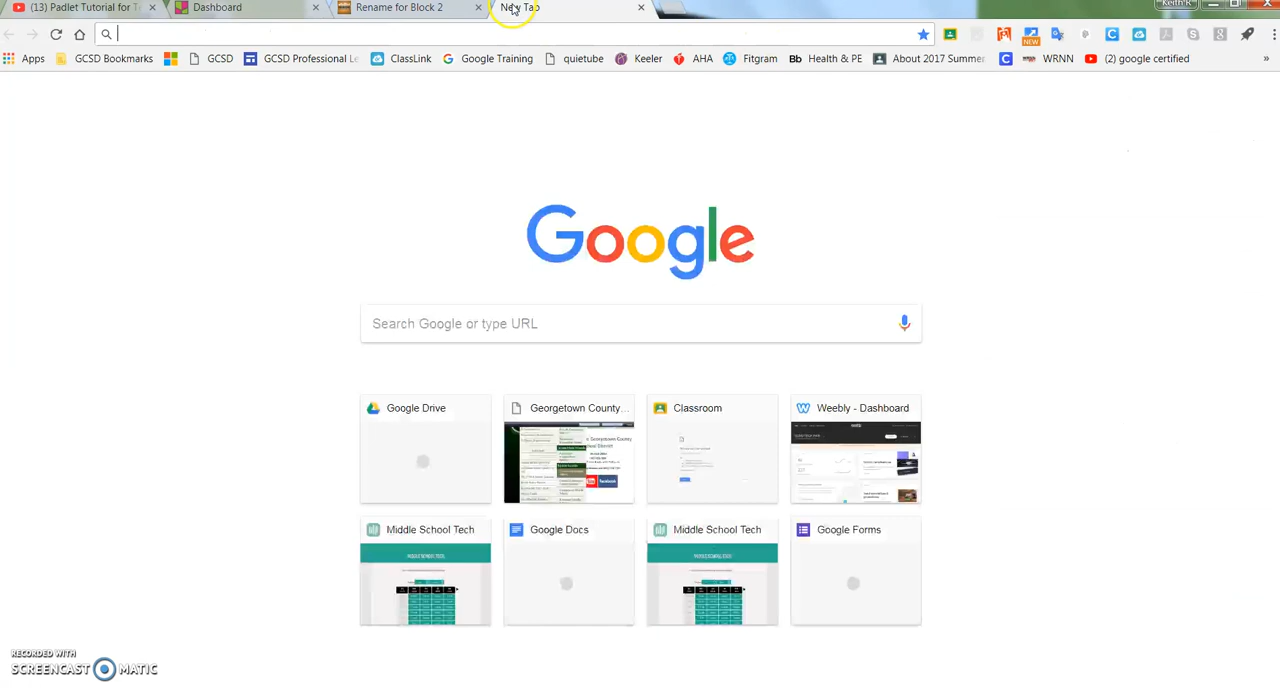 (13) Padlet Tutorial for T
Dashboard
Rename for Block 2
New Tab
Keith'R
Apps
GCSD Bookmarks
GCSD
GCSD Professional Le
ClassLink
Google Training
quietube
Keeler
AHA
Fitgram
Bb Health & PE
About 2017 Summer
WRNN
(2) google certified
»
NEW
Google
Search Google or type URL
Google Drive
Georgetown County...
Classroom
Weebly - Dashboard
Middle School Tech
Google Docs
Middle School Tech
Google Forms
RECORDED WITH
SCREENCAST MATIC